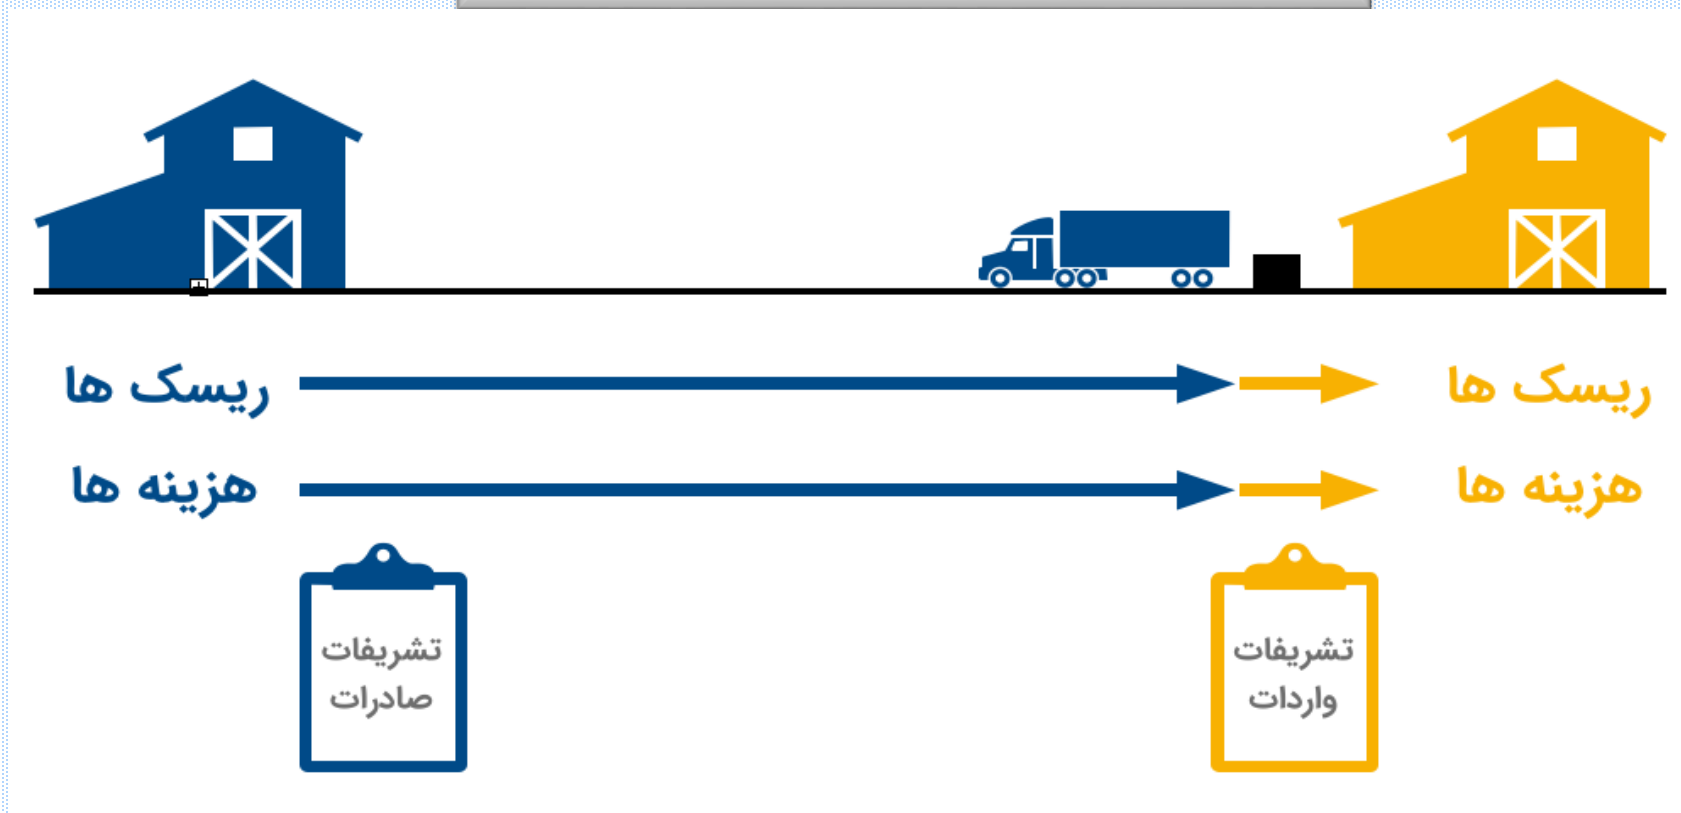 ریسک ها
ریسک ها
هزینه ها
هزینه ها
تشریفات
صادرات
تشریفات
واردات